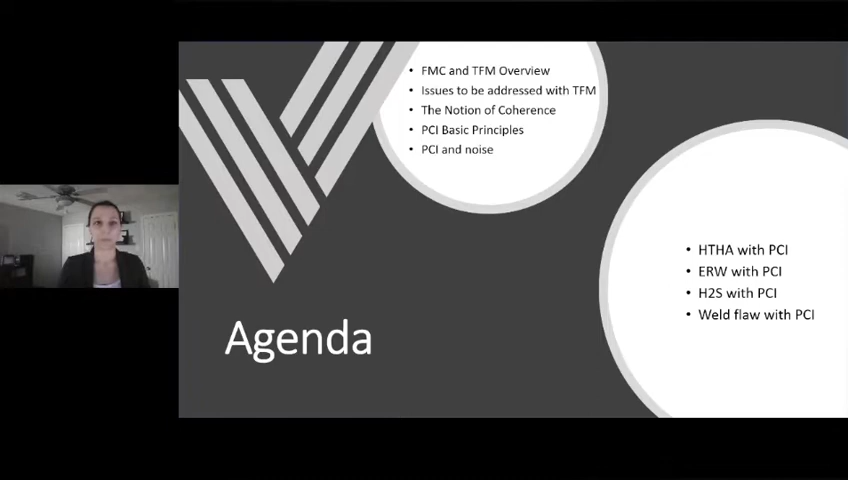 • FMC and TFM Overview
• Issues to be addressed with TFM
• The Notion of Coherence
• PCI Basic Principles
• PCI and noise
• HTHA with PCI
• ERW with PCI
• H2S with PCI
• Weld flaw with PCI
Agenda